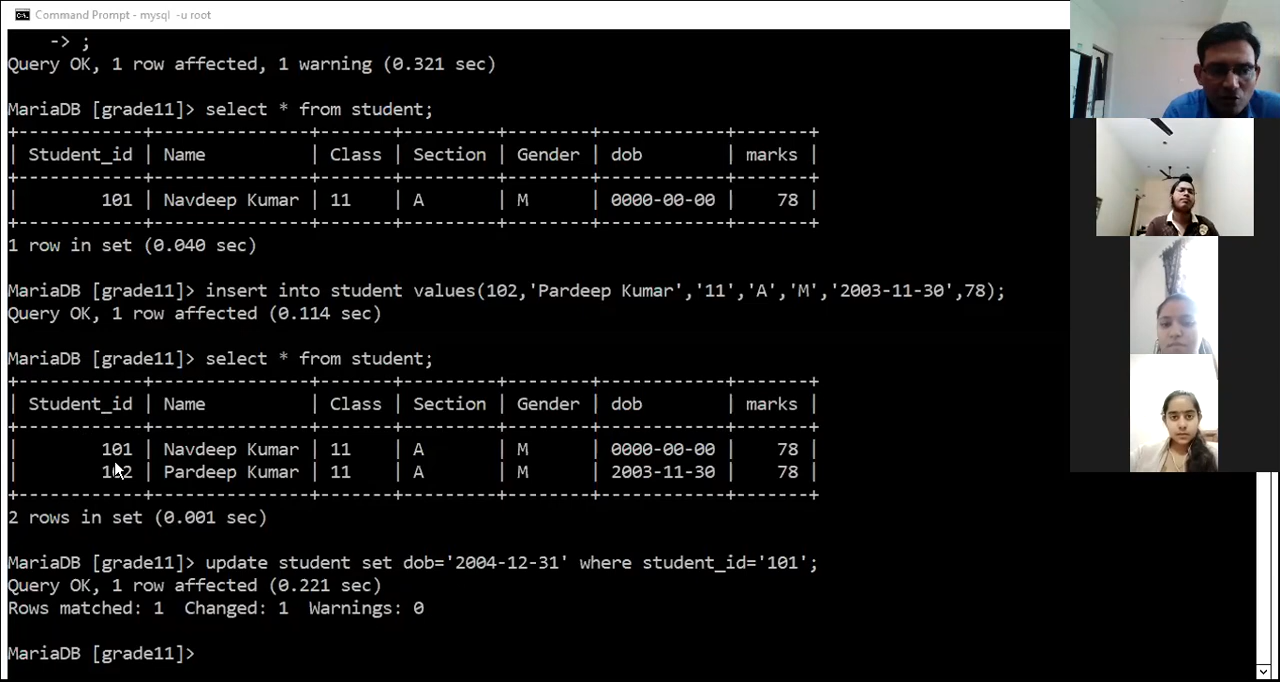 Command Prompt - mysql -u root
-> ;
Query OK, 1 row affected, 1 warning (0.321 sec)
MariaDB [grade11]> select * from student;
+------------+--------------+-------+---------+--------+------------+-------+
| Student_id | Name | Class | Section | Gender | dob | marks |
+------------+--------------+-------+---------+--------+------------+-------+
| 101 | Navdeep Kumar | 11 | A | M | 0000-00-00 | 78 |
+------------+--------------+-------+---------+--------+------------+-------+
1 row in set (0.040 sec)
MariaDB [grade11]> insert into student values(102,'Pardeep Kumar','11','A','M','2003-11-30',78);
Query OK, 1 row affected (0.114 sec)
MariaDB [grade11]> select * from student;
+------------+--------------+-------+---------+--------+------------+-------+
| Student_id | Name | Class | Section | Gender | dob | marks |
+------------+--------------+-------+---------+--------+------------+-------+
| 101 | Navdeep Kumar | 11 | A | M | 0000-00-00 | 78 |
| 102 | Pardeep Kumar | 11 | A | M | 2003-11-30 | 78 |
+------------+--------------+-------+---------+--------+------------+-------+
2 rows in set (0.001 sec)
MariaDB [grade11]> update student set dob='2004-12-31' where student_id='101';
Query OK, 1 row affected (0.221 sec)
Rows matched: 1 Changed: 1 Warnings: 0
MariaDB [grade11]>